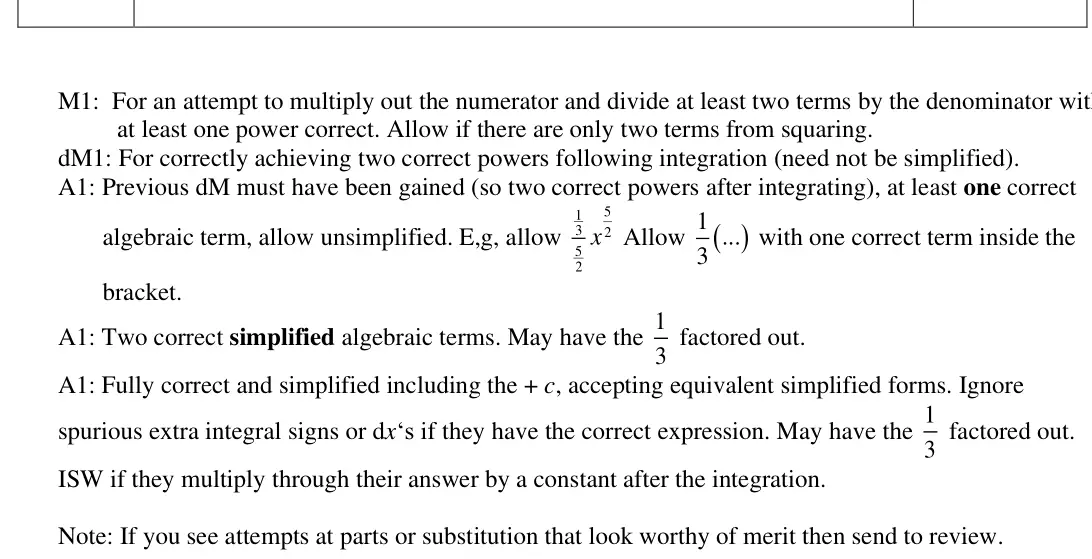 M1: For an attempt to multiply out the numerator and divide at least two terms by the denominator wit
at least one power correct. Allow if there are only two terms from squaring.
dM1: For correctly achieving two correct powers following integration (need not be simplified).
A1: Previous dM must have been gained (so two correct powers after integrating), at least one correct
algebraic term, allow unsimplified. E,g, allow \frac{\frac{1}{3}}{\frac{5}{2}}x^{\frac{5}{2}} Allow \frac{1}{3}(...) with one correct term inside the
bracket.
A1: Two correct simplified algebraic terms. May have the \frac{1}{3} factored out.
A1: Fully correct and simplified including the + c, accepting equivalent simplified forms. Ignore
spurious extra integral signs or dx‘s if they have the correct expression. May have the \frac{1}{3} factored out.
ISW if they multiply through their answer by a constant after the integration.
Note: If you see attempts at parts or substitution that look worthy of merit then send to review.